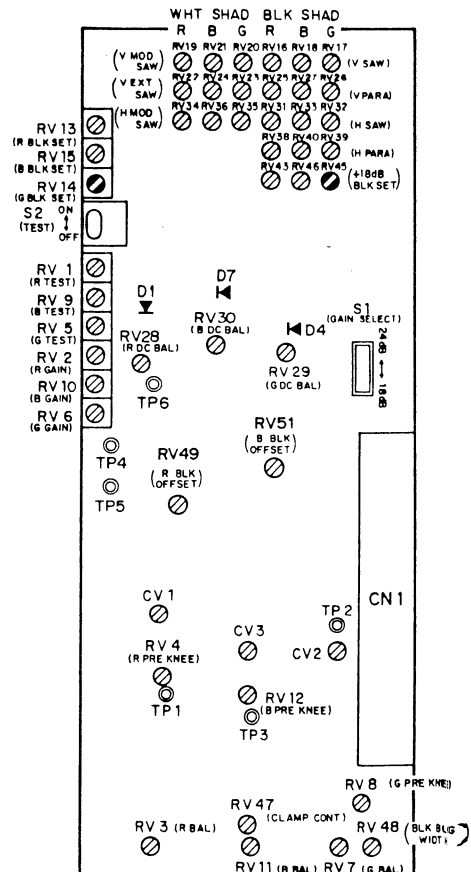 WHT SHAD BLK SHAD
R B G R B G
(V MOD SAW) RV19 RV21 RV20 RV16 RV18 RV17 (V SAW)
(V EXT SAW) RV22 RV24 RV23 RV25 RV27 RV26 (V PARA)
(H MOD SAW) RV34 RV36 RV35 RV31 RV33 RV32 (H SAW)
RV38 RV40 RV39 (H PARA)
RV43 RV46 RV45 (+18dB BLK SET)
RV 13
(R BLK SET)
RV 15
(B BLK SET)
RV 14
(G BLK SET)
S2 ON
(TEST) OFF
RV 1
(R TEST)
RV 9
(B TEST)
RV 5
(G TEST)
RV 2
(R GAIN)
RV 10
(B GAIN)
RV 6
(G GAIN)
D1
D7
RV28
(R DC BAL)
RV30
(B DC BAL)
D4
RV 29
(G DC BAL)
S1
(GAIN SELECT)
24dB
18dB
TP6
TP4
TP5
RV49
(R BLK OFFSET)
RV51
(B BLK OFFSET)
CN1
CV 1
TP2
RV 4
(R PRE KNEE)
CV3
CV2
TP1
RV12
(B PRE KNEE)
TP3
RV 8 (G PRE KNEE)
RV 47
(CLAMP CONT)
RV 3 (R BAL)
RV 48 (BLK
RV11 (B BAL) RV7 (G BAL)